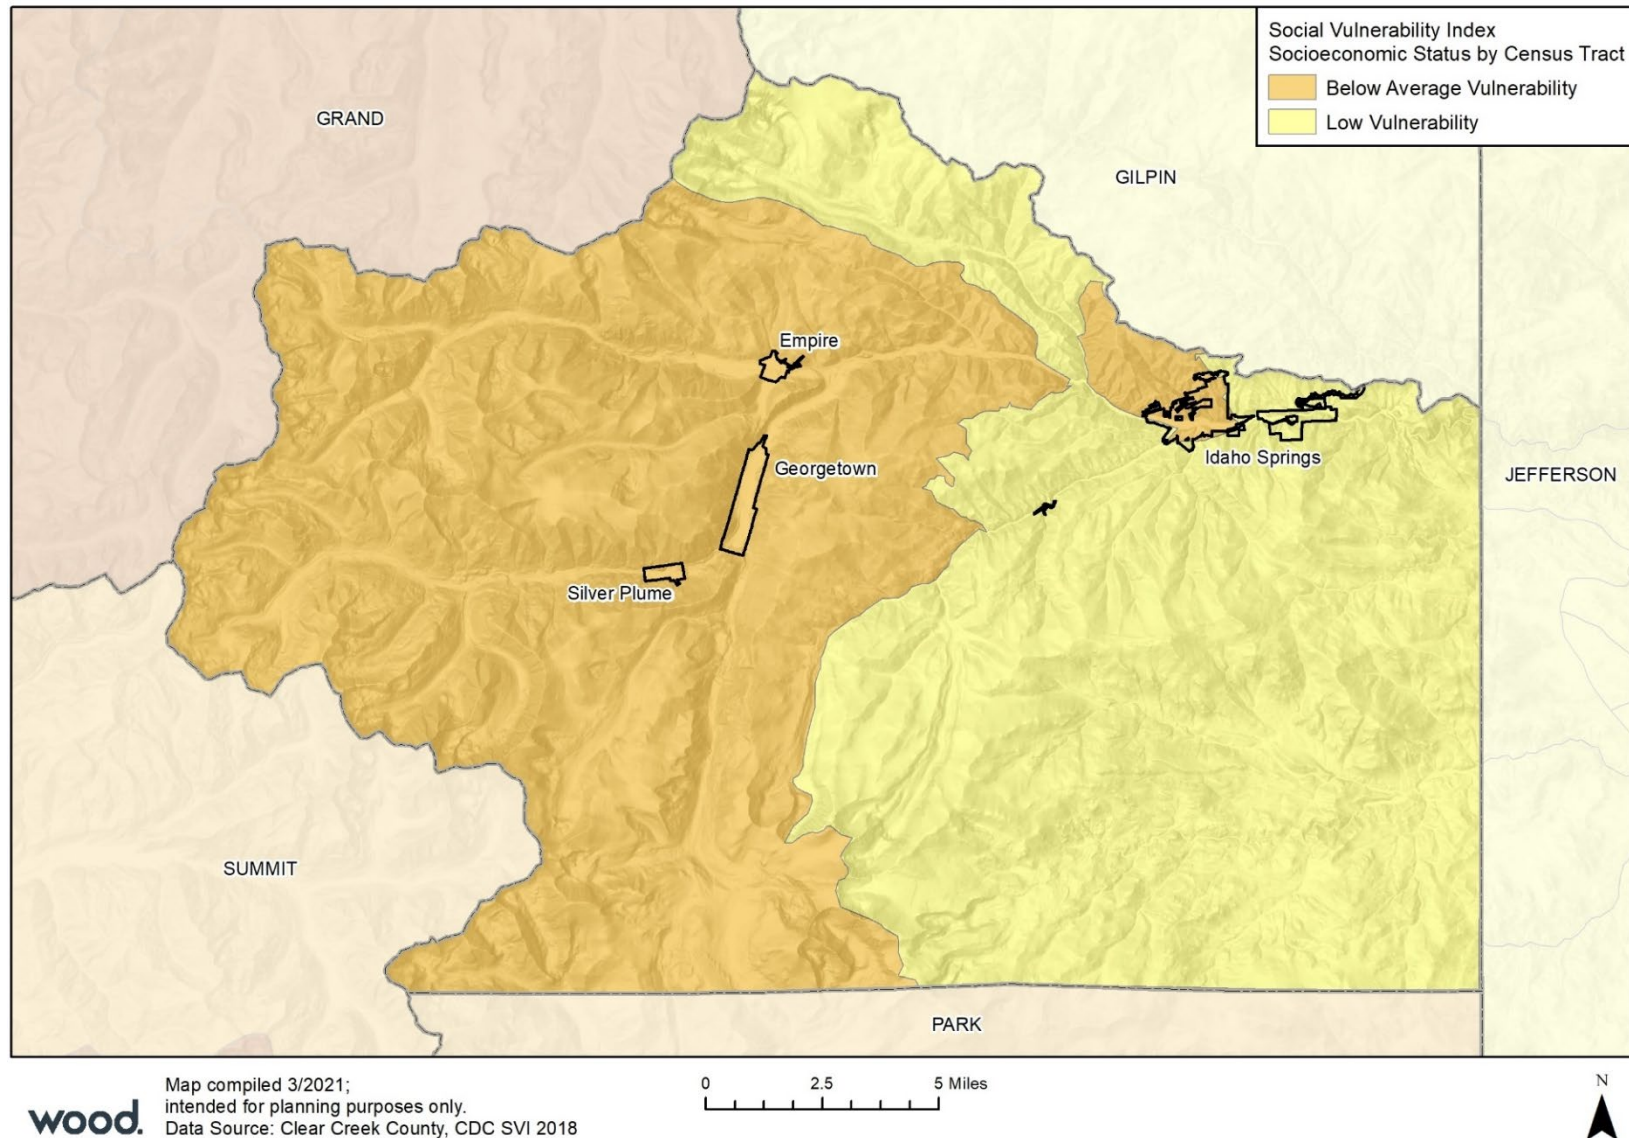 Social Vulnerability Index
Socioeconomic Status by Census Tract
Below Average Vulnerability
Low Vulnerability
GRAND
GILPIN
Empire
Georgetown
Idaho Springs
JEFFERSON
Silver Plume
SUMMIT
PARK
wood.
Map compiled 3/2021;
intended for planning purposes only.
Data Source: Clear Creek County, CDC SVI 2018
0 2.5 5 Miles
N